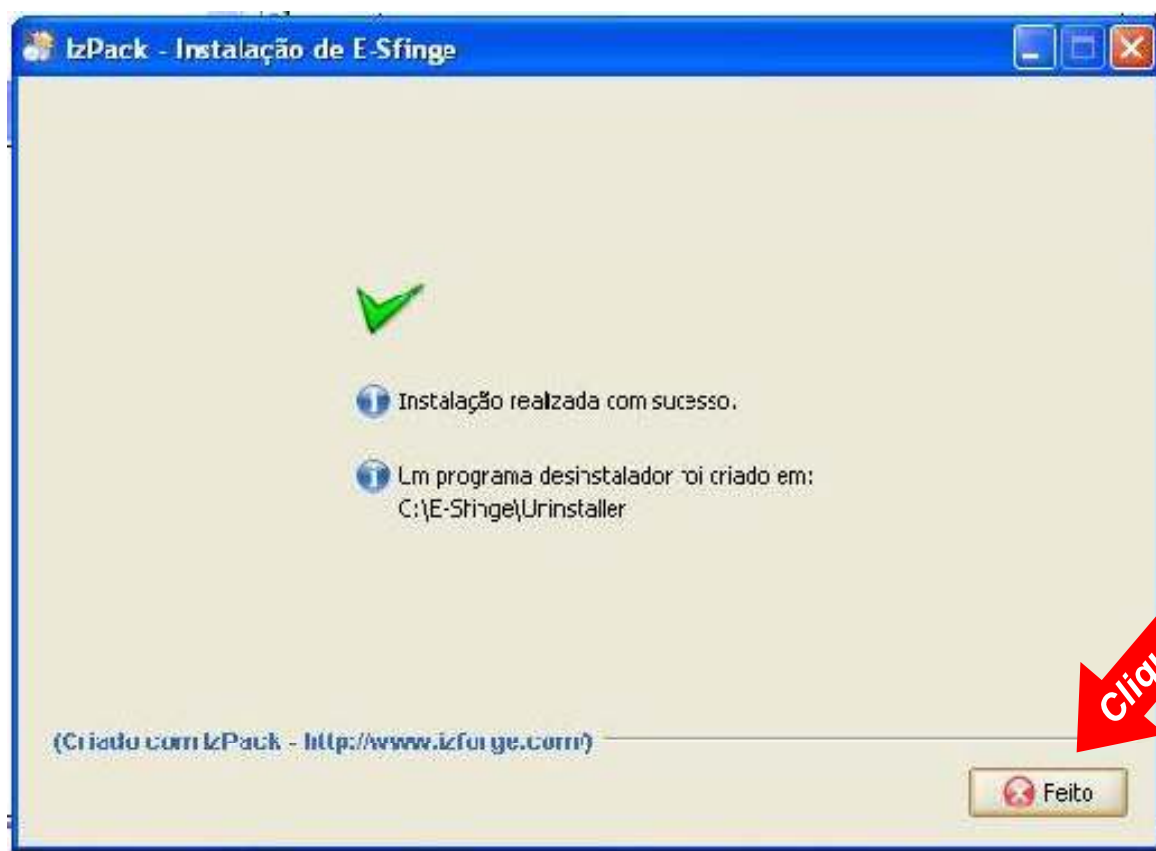 IzPack - Instalação de E-Sfinge
Instalação realizada com sucesso.
Um programa desinstalador foi criado em:
C:\E-Sfinge\Uninstaller
(Criado com IzPack - http://www.izforge.com/)
Feito